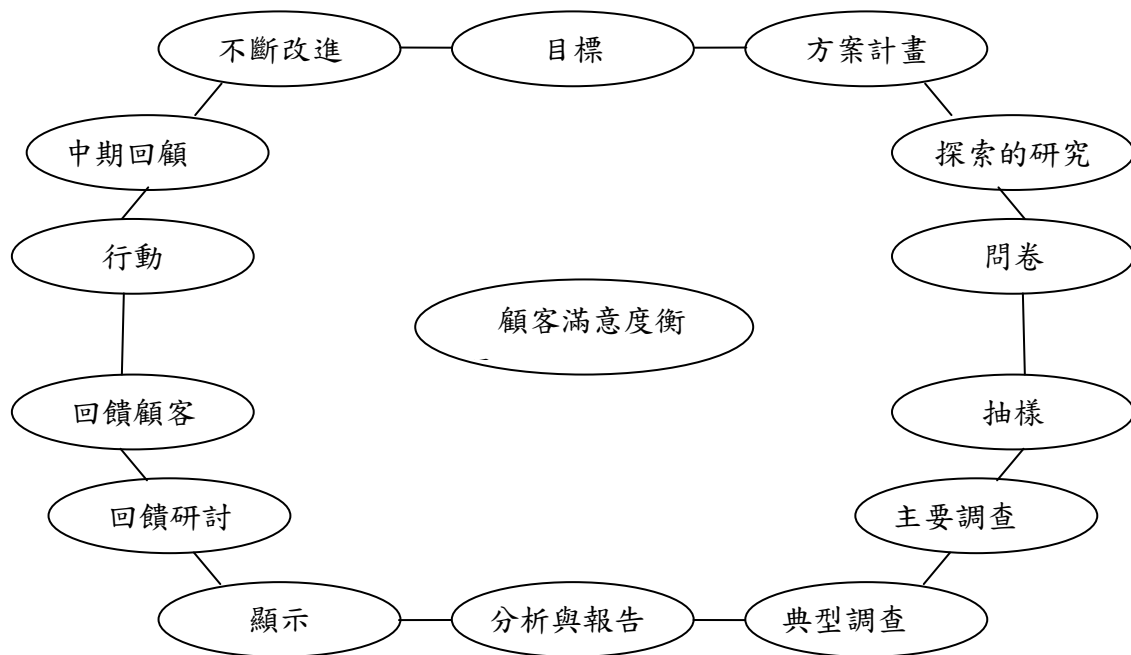 不斷改進
目標
方案計畫
中期回顧
探索的研究
行動
問卷
顧客滿意度衡
回饋顧客
抽樣
回饋研討
主要調查
顯示
分析與報告
典型調查